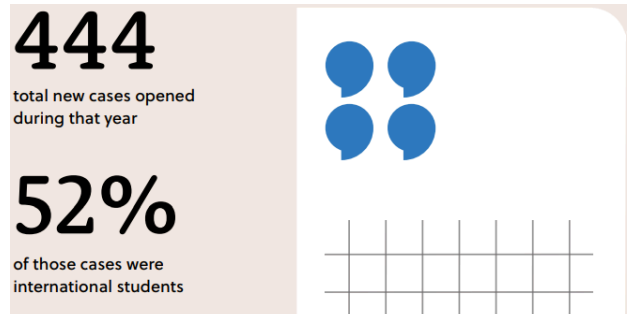 444
total new cases opened
during that year
52%
of those cases were
international students